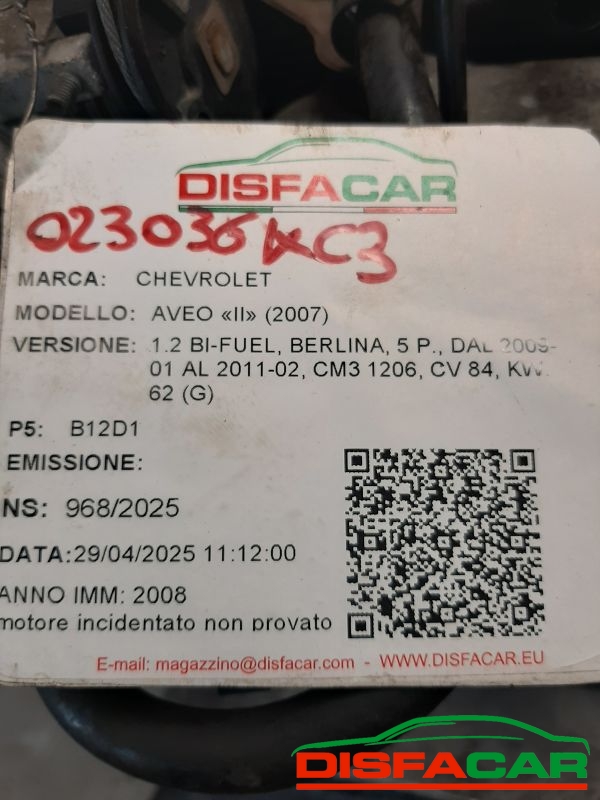 DISFACAR
023036KC3
MARCA: CHEVROLET
MODELLO: AVEO «II» (2007)
VERSIONE: 1.2 BI-FUEL, BERLINA, 5 P., DAL 2009-
01 AL 2011-02, CM3 1206, CV 84, KW:
62 (G)
P5: B12D1
EMISSIONE:
NS: 968/2025
DATA:29/04/2025 11:12:00
ANNO IMM: 2008
motore incidentato non provato
E-mail: magazzino@disfacar.com - WWW.DISFACAR.EU
DISFACAR